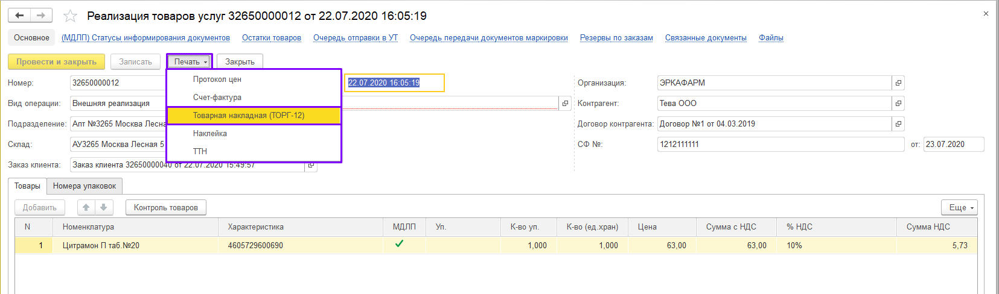 Реализация товаров услуг 32650000012 от 22.07.2020 16:05:19
Основное (МДЛП) Статусы информирования документов Остатки товаров Очередь отправки в УТ Очередь передачи документов маркировки Резервы по заказам Связанные документы Файлы
Провести и закрыть Записать Печать Закрыть
Номер: 32650000012 22.07.2020 16:05:19 Организация: ЭРКАФАРМ
Протокол цен
Счет-фактура
Вид операции: Внешняя реализация Контрагент: Тева ООО
Товарная накладная (ТОРГ-12)
Подразделение: Апт №3265 Москва Лесна Договор контрагента: Договор №1 от 04.03.2019
Наклейка
Склад: АУ3265 Москва Лесная 5 СФ №: 1212111111 от: 23.07.2020
ТТН
Заказ клиента: Заказ клиента 32650000040 от 22.07.2020 15:49:57
Товары Номера упаковок
Добавить Контроль товаров Еще
N Номенклатура Характеристика МДЛП Уп. К-во уп. К-во (ед.хран) Цена Сумма с НДС % НДС Сумма НДС
1 Цитрамон П таб.№20 4605729600690 1,000 1,000 63,00 63,00 10% 5,73